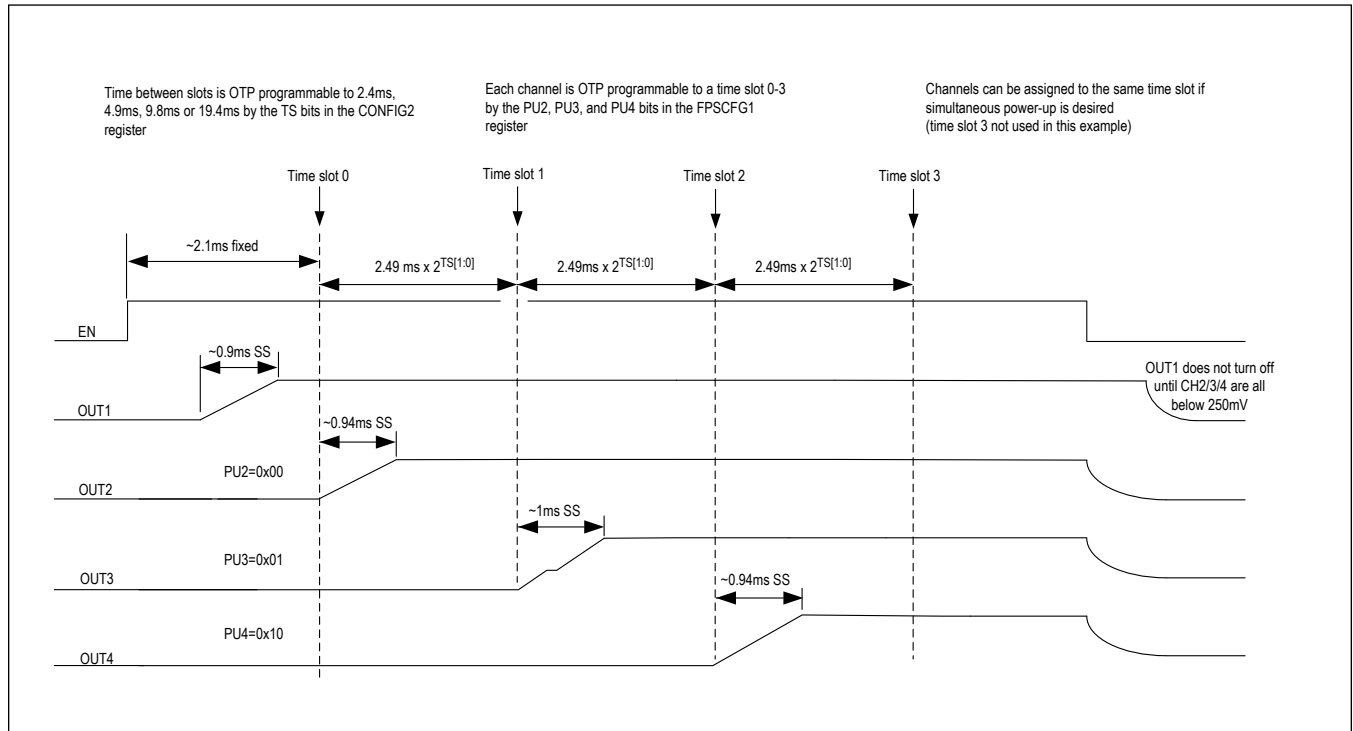 Time between slots is OTP programmable to 2.4ms,
4.9ms, 9.8ms or 19.4ms by the TS bits in the CONFIG2
register
Each channel is OTP programmable to a time slot 0-3
by the PU2, PU3, and PU4 bits in the FPSCFG1
register
Channels can be assigned to the same time slot if
simultaneous power-up is desired
(time slot 3 not used in this example)
Time slot 0
Time slot 1
Time slot 2
Time slot 3
~2.1ms fixed
2.49 ms x 2^TS[1:0]
2.49ms x 2^TS[1:0]
2.49ms x 2^TS[1:0]
EN
~0.9ms SS
OUT1 does not turn off
until CH2/3/4 are all
below 250mV
OUT1
~0.94ms SS
PU2=0x00
OUT2
~1ms SS
PU3=0x01
OUT3
~0.94ms SS
PU4=0x10
OUT4